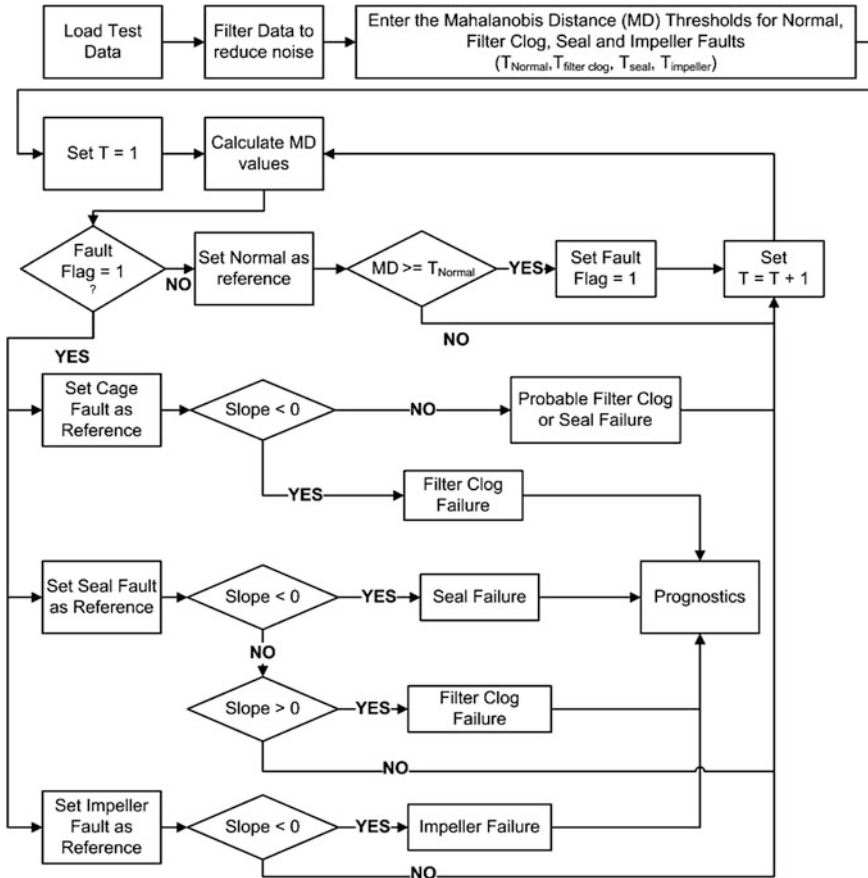 Load Test
Data
Filter Data to
reduce noise
Enter the Mahalanobis Distance (MD) Thresholds for Normal,
Filter Clog, Seal and Impeller Faults
(TNormal,Tfilter clog, Tseal, Timpeller)
Set T = 1
Calculate MD
values
Fault
Flag = 1
?
NO
Set Normal as
reference
MD >= TNormal
YES
Set Fault
Flag = 1
Set
T = T + 1
NO
YES
Set Cage
Fault as
Reference
Slope < 0
NO
Probable Filter Clog
or Seal Failure
YES
Filter Clog
Failure
Set Seal Fault
as Reference
Slope < 0
YES
Seal Failure
Prognostics
NO
Slope > 0
YES
Filter Clog
Failure
NO
Set Impeller
Fault as
Reference
Slope < 0
YES
Impeller Failure
NO